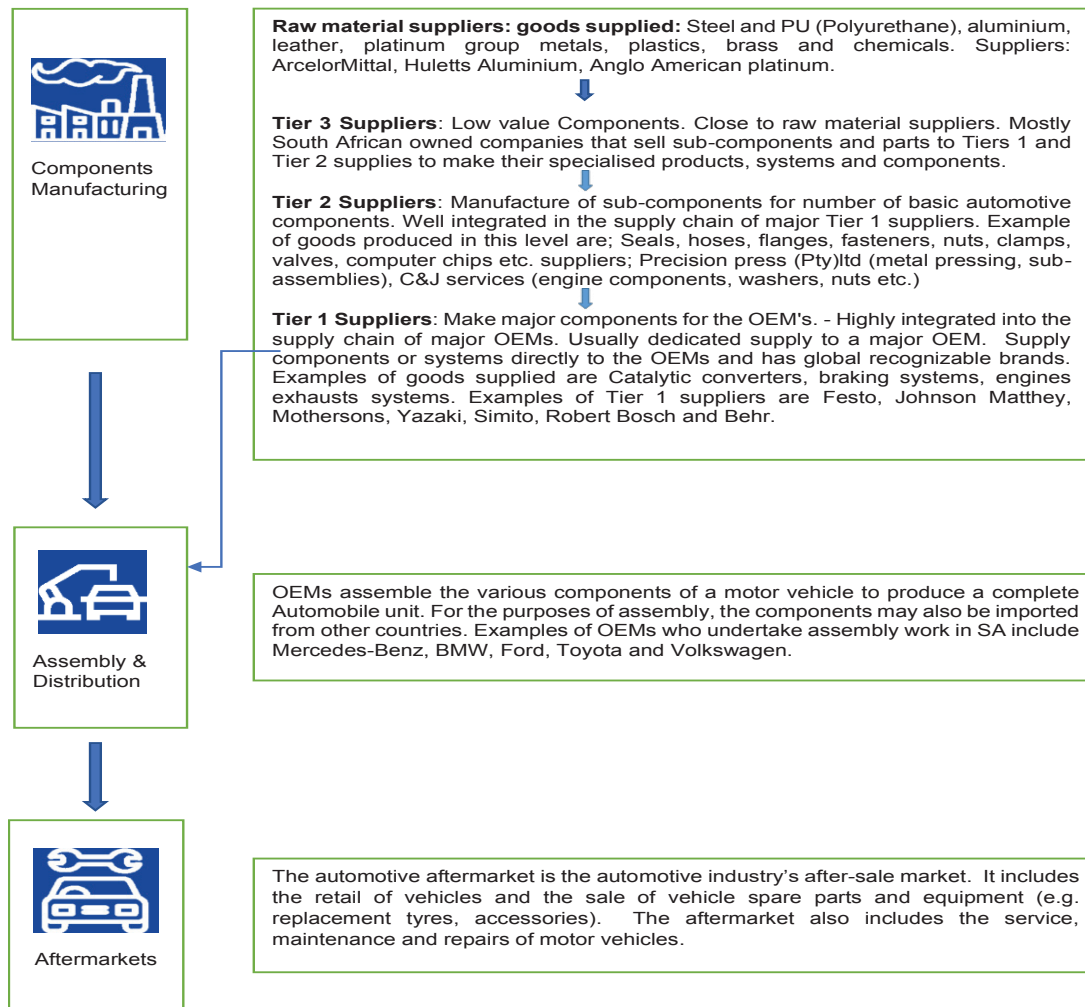 Raw material suppliers: goods supplied: Steel and PU (Polyurethane), aluminium,
leather, platinum group metals, plastics, brass and chemicals. Suppliers:
ArcelorMittal, Huletts Aluminium, Anglo American platinum.
Tier 3 Suppliers: Low value Components. Close to raw material suppliers. Mostly
South African owned companies that sell sub-components and parts to Tiers 1 and
Tier 2 supplies to make their specialised products, systems and components.
Components
Manufacturing
Tier 2 Suppliers: Manufacture of sub-components for number of basic automotive
components. Well integrated in the supply chain of major Tier 1 suppliers. Example
of goods produced in this level are; Seals, hoses, flanges, fasteners, nuts, clamps,
valves, computer chips etc. suppliers; Precision press (Pty)ltd (metal pressing, sub-
assemblies), C&J services (engine components, washers, nuts etc.)
Tier 1 Suppliers: Make major components for the OEM's. - Highly integrated into the
supply chain of major OEMs. Usually dedicated supply to a major OEM. Supply
components or systems directly to the OEMs and has global recognizable brands.
Examples of goods supplied are Catalytic converters, braking systems, engines
exhausts systems. Examples of Tier 1 suppliers are Festo, Johnson Matthey,
Mothersons, Yazaki, Simito, Robert Bosch and Behr.
Assembly &
Distribution
OEMs assemble the various components of a motor vehicle to produce a complete
Automobile unit. For the purposes of assembly, the components may also be imported
from other countries. Examples of OEMs who undertake assembly work in SA include
Mercedes-Benz, BMW, Ford, Toyota and Volkswagen.
Aftermarkets
The automotive aftermarket is the automotive industry’s after-sale market. It includes
the retail of vehicles and the sale of vehicle spare parts and equipment (e.g.
replacement tyres, accessories). The aftermarket also includes the service,
maintenance and repairs of motor vehicles.